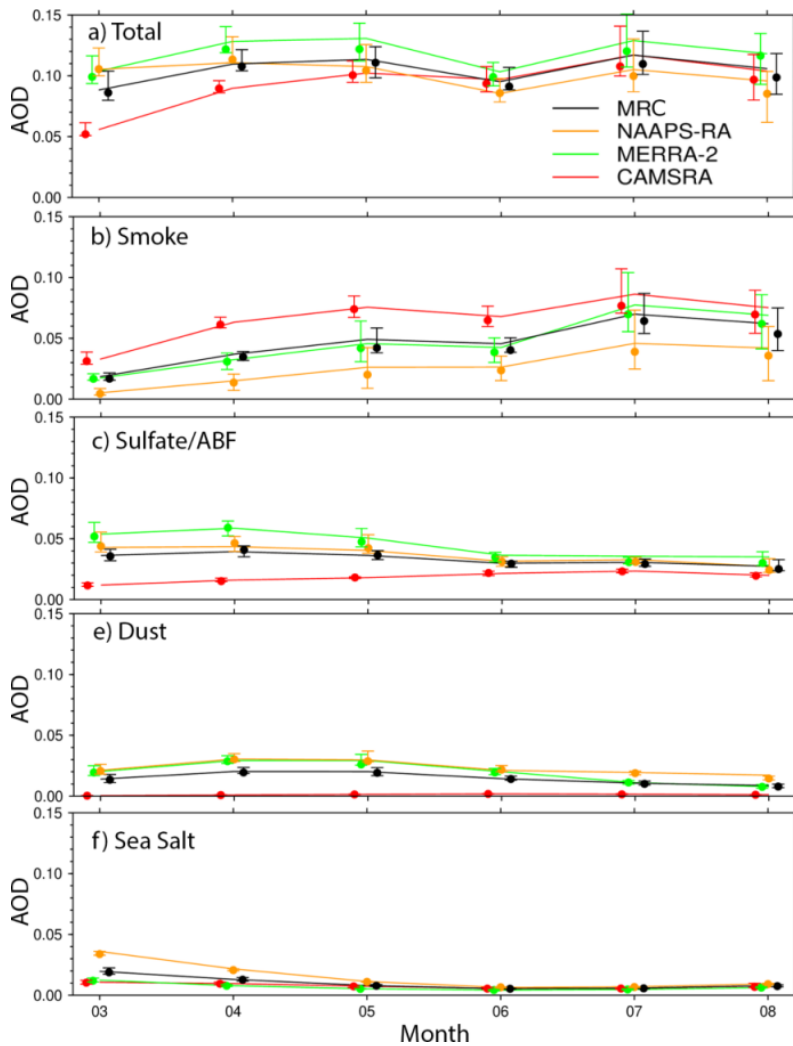 0.15
a) Total
0.10
AOD
MRC
NAAPS-RA
0.05
MERRA-2
CAMSRA
0.00
0.15
b) Smoke
0.10
AOD
0.05
0.00
0.15
c) Sulfate/ABF
0.10
AOD
0.05
0.00
0.15
e) Dust
0.10
AOD
0.05
0.00
0.15
f) Sea Salt
0.10
AOD
0.05
0.00
03 04 05 06 07 08
Month